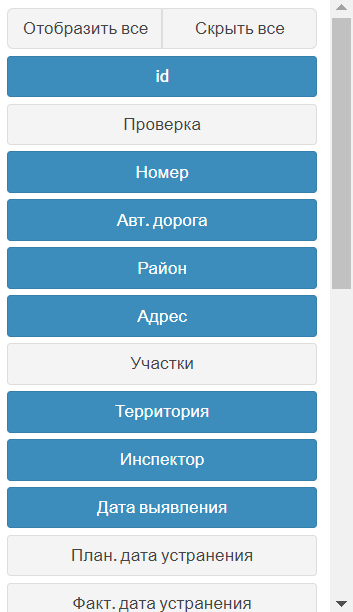 Отобразить все Скрыть все
id
Проверка
Номер
Авт. дорога
Район
Адрес
Участки
Территория
Инспектор
Дата выявления
План. дата устранения
Факт. дата устранения